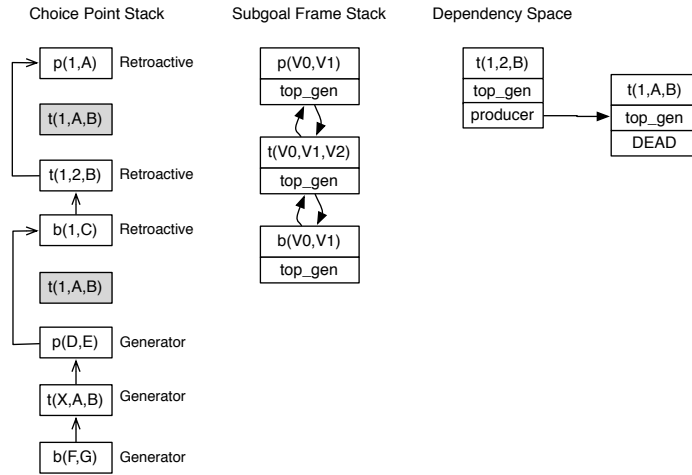 Choice Point Stack
Subgoal Frame Stack
Dependency Space
p(1,A)
Retroactive
t(1,A,B)
t(1,2,B)
Retroactive
b(1,C)
Retroactive
t(1,A,B)
p(D,E)
Generator
t(X,A,B)
Generator
b(F,G)
Generator
p(V0,V1)
top_gen
t(V0,V1,V2)
top_gen
b(V0,V1)
top_gen
t(1,2,B)
top_gen
producer
t(1,A,B)
top_gen
DEAD